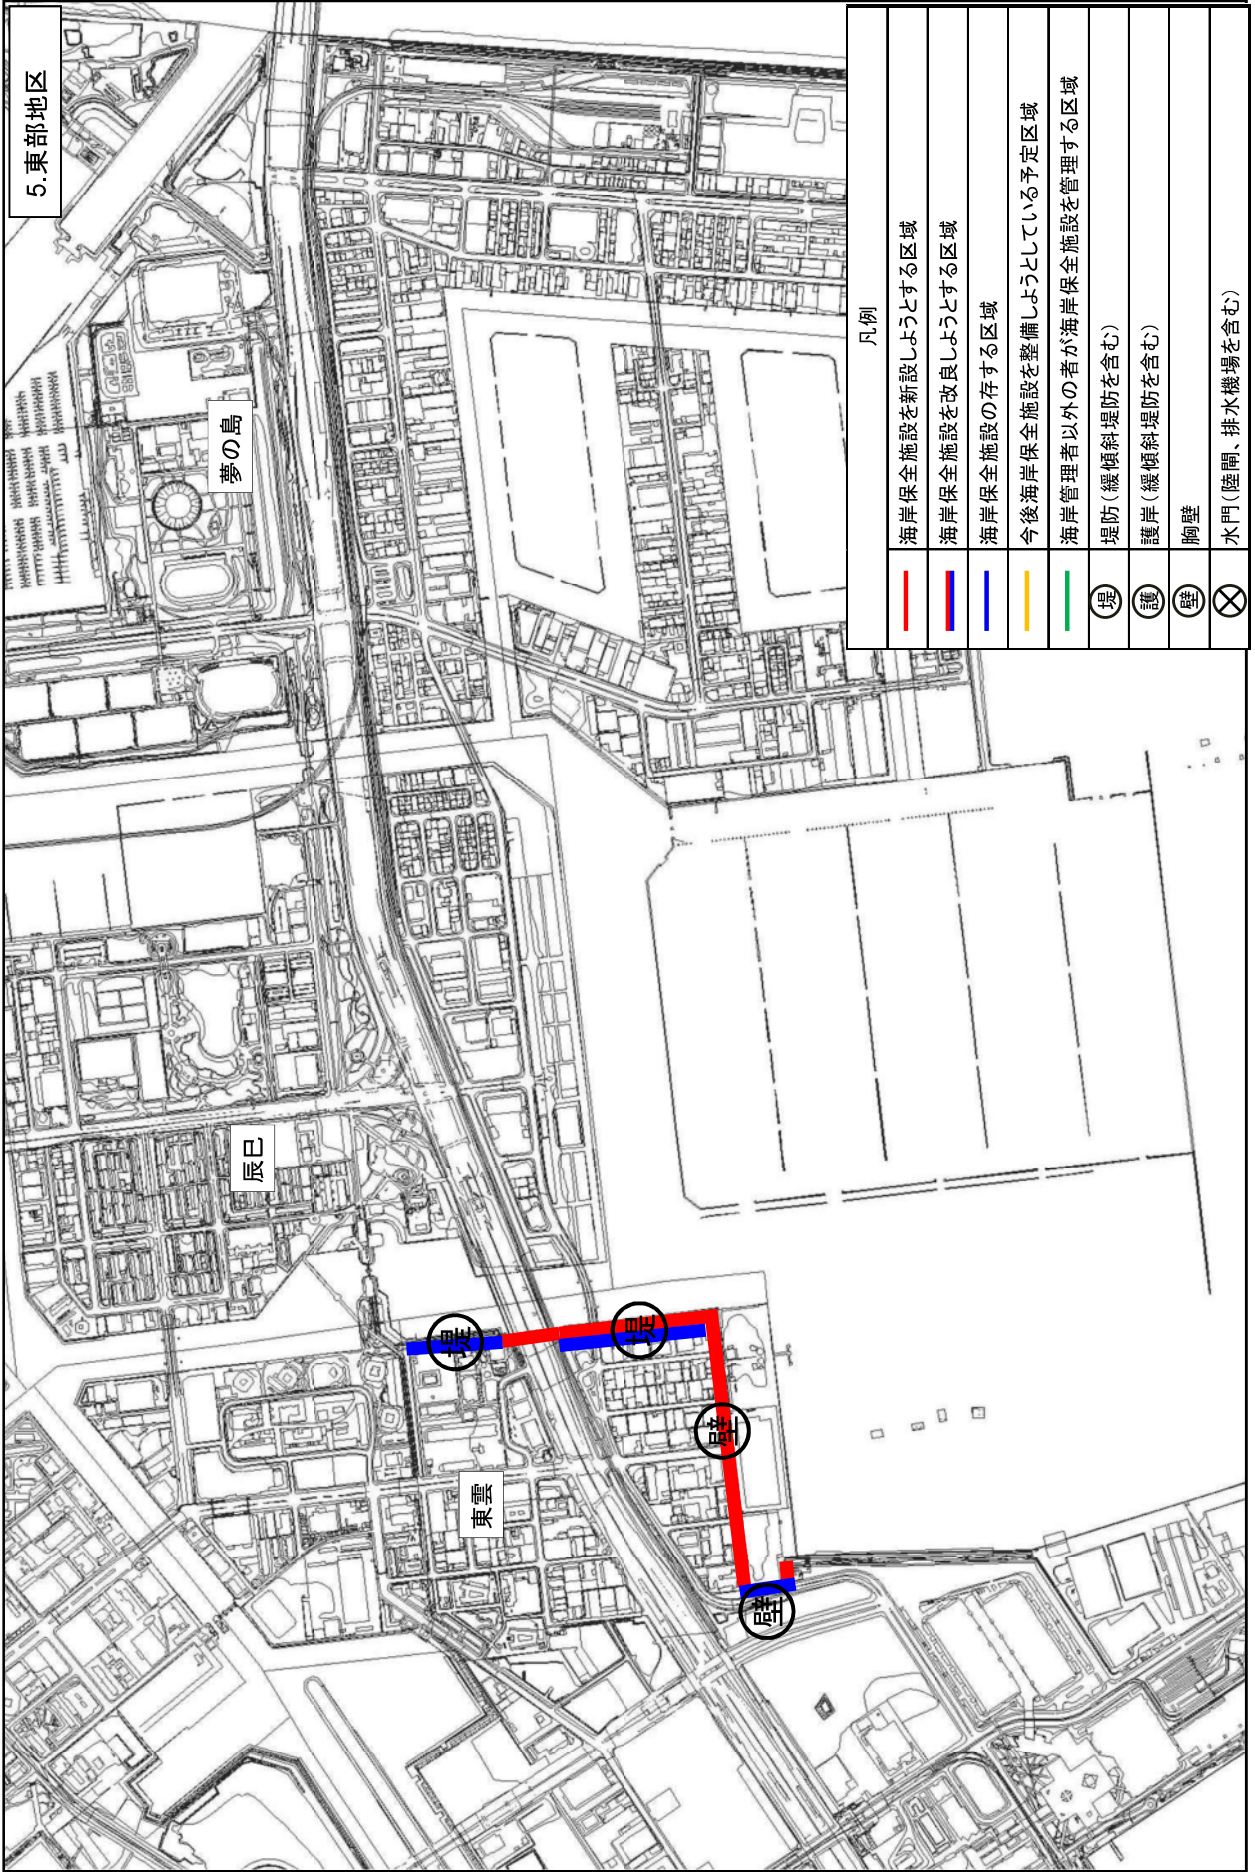 5.東部地区
夢の島
辰巳
東雲
堤
堤
壁
壁
凡例
海岸保全施設を新設しようとする区域
海岸保全施設を改良しようとする区域
海岸保全施設の存する区域
今後海岸保全施設を整備しようとしている予定区域
海岸管理者以外の者が海岸保全施設を管理する区域
堤 堤防(緩傾斜堤防を含む)
護 護岸(緩傾斜堤防を含む)
壁 胸壁
水門(陸閘、排水機場を含む)